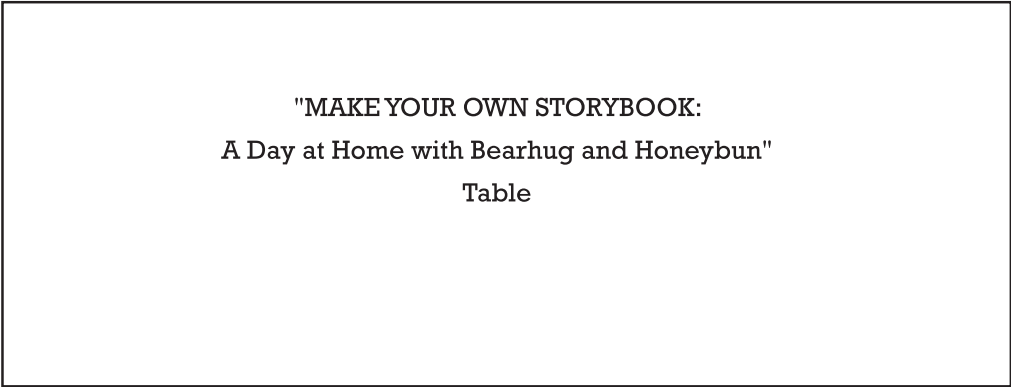 "MAKE YOUR OWN STORYBOOK:
A Day at Home with Bearhug and Honeybun"
Table